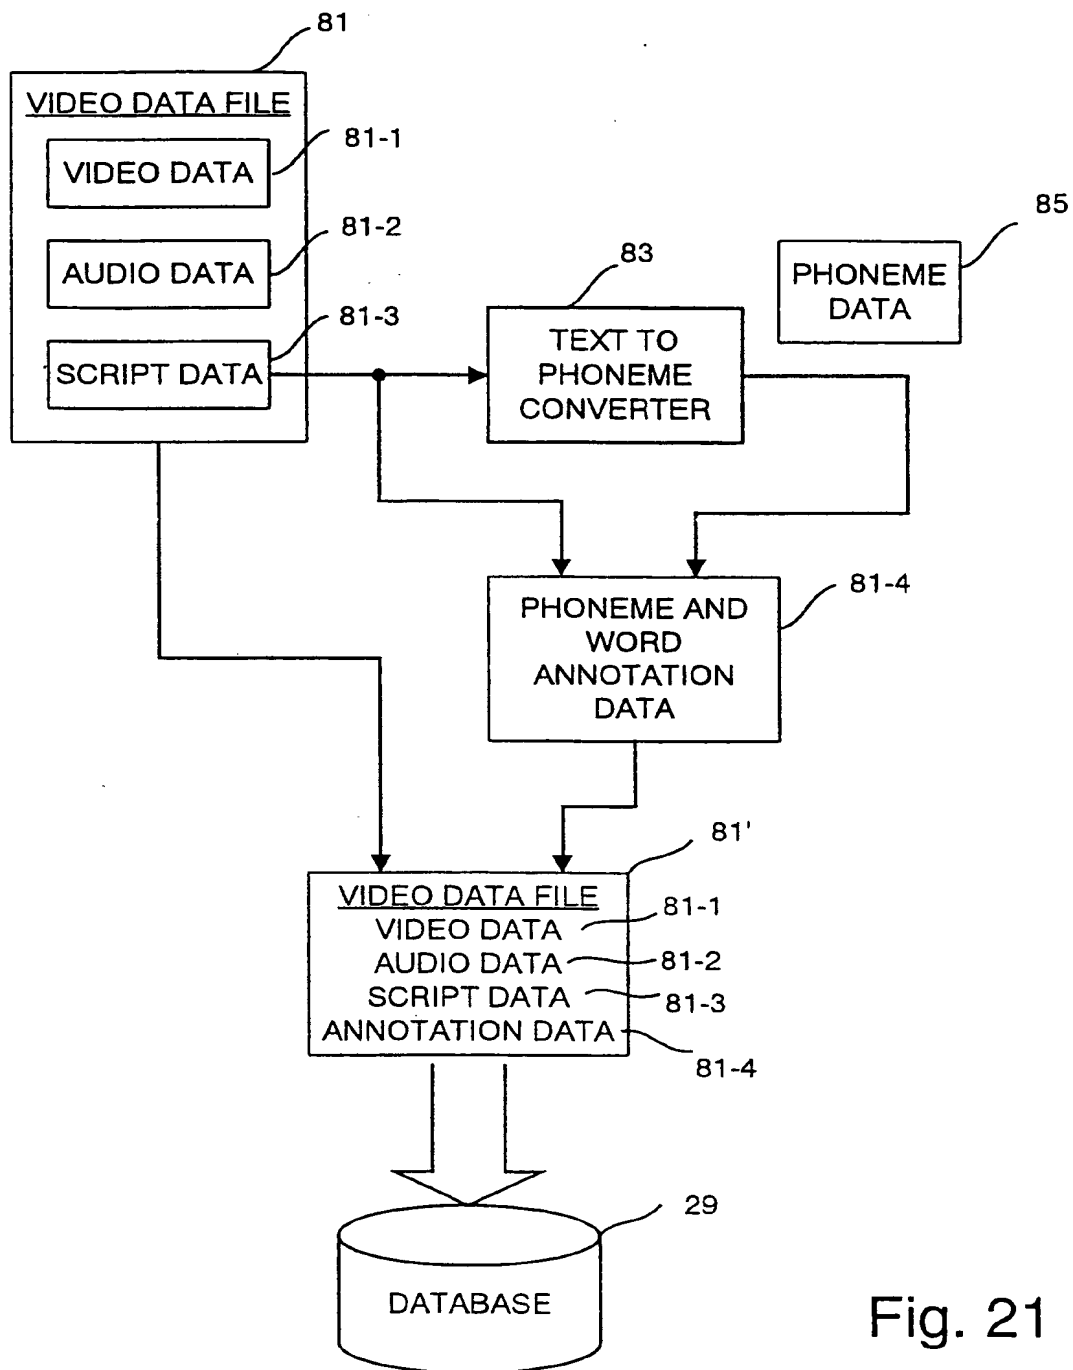 81
VIDEO DATA FILE
81-1
VIDEO DATA
81-2
AUDIO DATA
81-3
SCRIPT DATA
83
TEXT TO
PHONEME
CONVERTER
85
PHONEME
DATA
81-4
PHONEME AND
WORD
ANNOTATION
DATA
81'
VIDEO DATA FILE
VIDEO DATA
81-1
AUDIO DATA
81-2
SCRIPT DATA
81-3
ANNOTATION DATA
81-4
29
DATABASE
Fig. 21